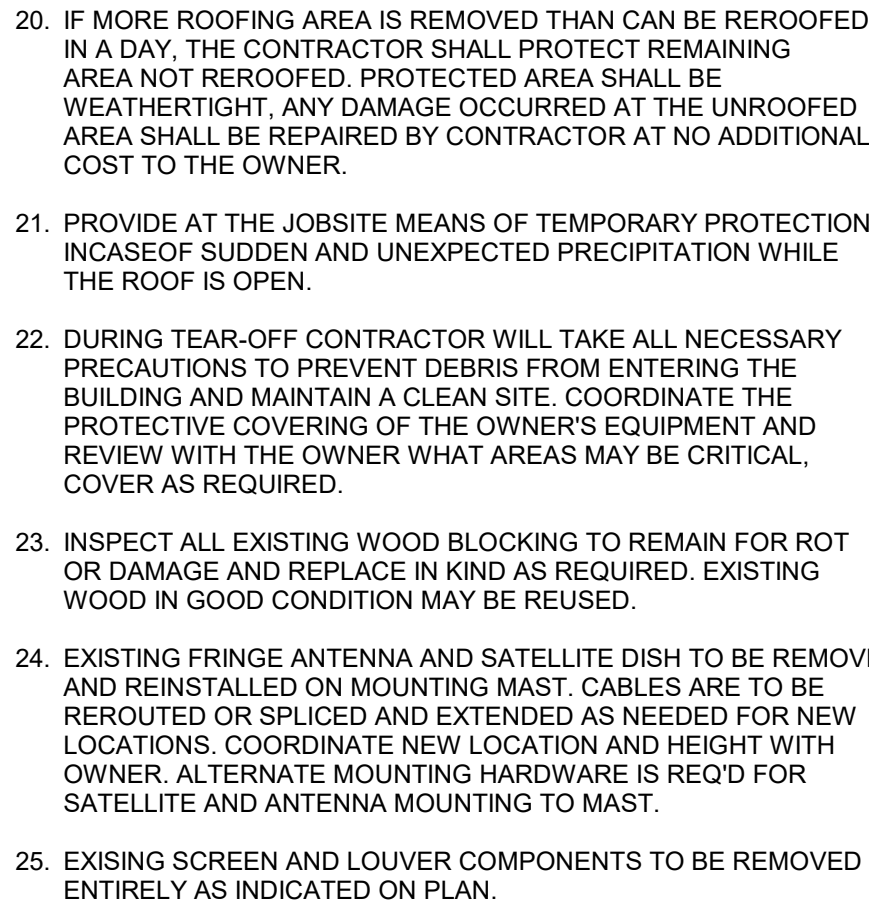 20. IF MORE ROOFING AREA IS REMOVED THAN CAN BE REROOFED
IN A DAY, THE CONTRACTOR SHALL PROTECT REMAINING
AREA NOT REROOFED. PROTECTED AREA SHALL BE
WEATHERTIGHT, ANY DAMAGE OCCURRED AT THE UNROOFED
AREA SHALL BE REPAIRED BY CONTRACTOR AT NO ADDITIONAL
COST TO THE OWNER.
21. PROVIDE AT THE JOBSITE MEANS OF TEMPORARY PROTECTION
INCASEOF SUDDEN AND UNEXPECTED PRECIPITATION WHILE
THE ROOF IS OPEN.
22. DURING TEAR-OFF CONTRACTOR WILL TAKE ALL NECESSARY
PRECAUTIONS TO PREVENT DEBRIS FROM ENTERING THE
BUILDING AND MAINTAIN A CLEAN SITE. COORDINATE THE
PROTECTIVE COVERING OF THE OWNER'S EQUIPMENT AND
REVIEW WITH THE OWNER WHAT AREAS MAY BE CRITICAL,
COVER AS REQUIRED.
23. INSPECT ALL EXISTING WOOD BLOCKING TO REMAIN FOR ROT
OR DAMAGE AND REPLACE IN KIND AS REQUIRED. EXISTING
WOOD IN GOOD CONDITION MAY BE REUSED.
24. EXISTING FRINGE ANTENNA AND SATELLITE DISH TO BE
AND REINSTALLED ON MOUNTING MAST. CABLES ARE TO BE
REROUTED OR SPLICED AND EXTENDED AS NEEDED FOR NEW
LOCATIONS. COORDINATE NEW LOCATION AND HEIGHT WITH
OWNER. ALTERNATE MOUNTING HARDWARE IS REQ'D FOR
SATELLITE AND ANTENNA MOUNTING TO MAST.
25. EXISING SCREEN AND LOUVER COMPONENTS TO BE REMOVED
ENTIRELY AS INDICATED ON PLAN.